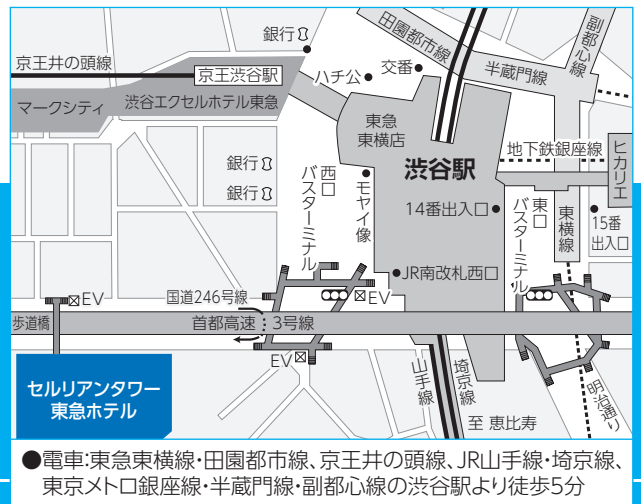 銀行
田園都市線
副都心線
京王井の頭線
京王渋谷駅
ハチ公
交番
半蔵門線
マークシティ
渋谷エクセルホテル東急
東急
東横店
地下鉄銀座線
ヒカリエ
渋谷駅
銀行
銀行
西口
バスターミナル
モヤイ像
14番出入口
東口
バスターミナル
東横線
15番
出入口
JR南改札西口
EV
国道246号線
EV
歩道橋
首都高速
3号線
EV
セルリアンタワー
東急ホテル
山手線
埼京線
至 恵比寿
明治通り
●電車:東急東横線・田園都市線、京王井の頭線、JR山手線・埼京線、
東京メトロ銀座線・半蔵門線・副都心線の渋谷駅より徒歩5分